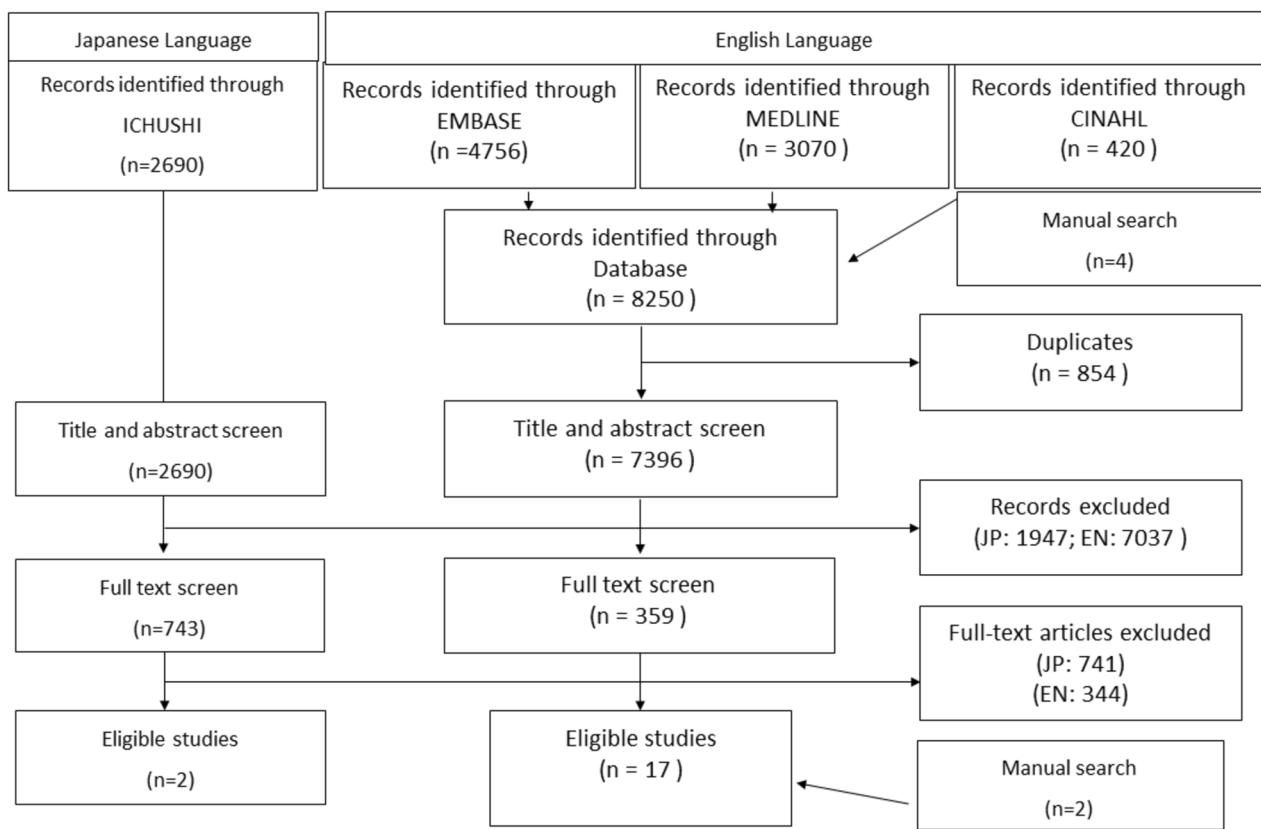 Japanese Language
English Language
Records identified through
ICHUSHI
(n=2690)
Records identified through
EMBASE
(n =4756)
Records identified through
MEDLINE
(n = 3070 )
Records identified through
CINAHL
(n = 420 )
Manual search
(n=4)
Records identified through
Database
(n = 8250 )
Duplicates
(n = 854 )
Title and abstract screen
(n=2690)
Title and abstract screen
(n = 7396 )
Records excluded
(JP: 1947; EN: 7037 )
Full text screen
(n=743)
Full text screen
(n = 359 )
Full-text articles excluded
(JP: 741)
(EN: 344)
Eligible studies
(n=2)
Eligible studies
(n = 17 )
Manual search
(n=2)